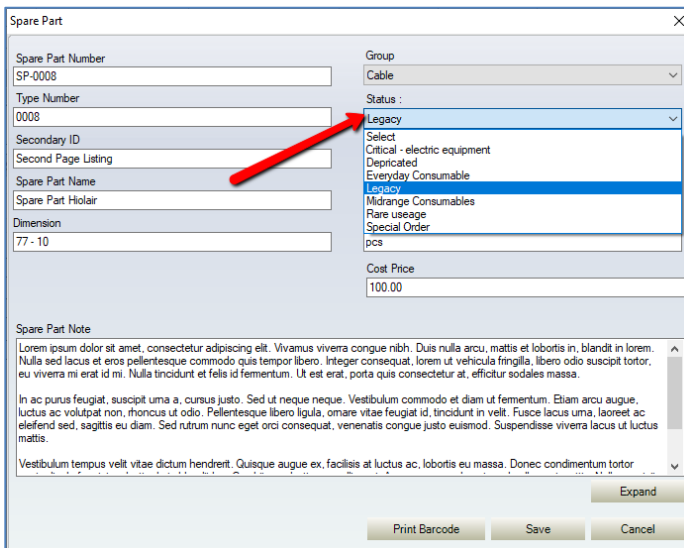 Spare Part
Spare Part Number
SP-0008
Type Number
0008
Secondary ID
Second Page Listing
Spare Part Name
Spare Part Hiolair
Dimension
77 - 10
Group
Cable
Status :
Legacy
Select
Critical - electric equipment
Depricated
Everyday Consumable
Legacy
Midrange Consumables
Rare useage
Special Order
pcs
Cost Price
100.00
Spare Part Note
Lorem ipsum dolor sit amet, consectetur adipiscing elit. Vivamus viverra congue nibh. Duis nulla arcu, mattis et lobortis in, blandit in lorem.
Nulla sed lacus et eros pellentesque commodo quis tempor libero. Integer consequat, lorem ut vehicula fringilla, libero odio suscipit tortor,
eu viverra mi erat id mi. Nulla tincidunt et felis id fermentum. Ut est erat, porta quis consectetur at, efficitur sodales massa.
In ac purus feugiat, suscipit urna a, cursus justo. Sed ut neque neque. Vestibulum commodo et diam ut fermentum. Etiam arcu augue,
luctus ac volutpat non, rhoncus ut odio. Pellentesque libero ligula, ornare vitae feugiat id, tincidunt in velit. Fusce lacus urna, laoreet ac
eleifend sed, sagittis eu diam. Sed rutrum nunc eget orci consequat, venenatis congue justo euismod. Suspendisse viverra lacus ut luctus
mattis.
Vestibulum tempus velit vitae dictum hendrerit. Quisque augue ex, facilisis at luctus ac, lobortis eu massa. Donec condimentum tortor
Expand
Print Barcode
Save
Cancel